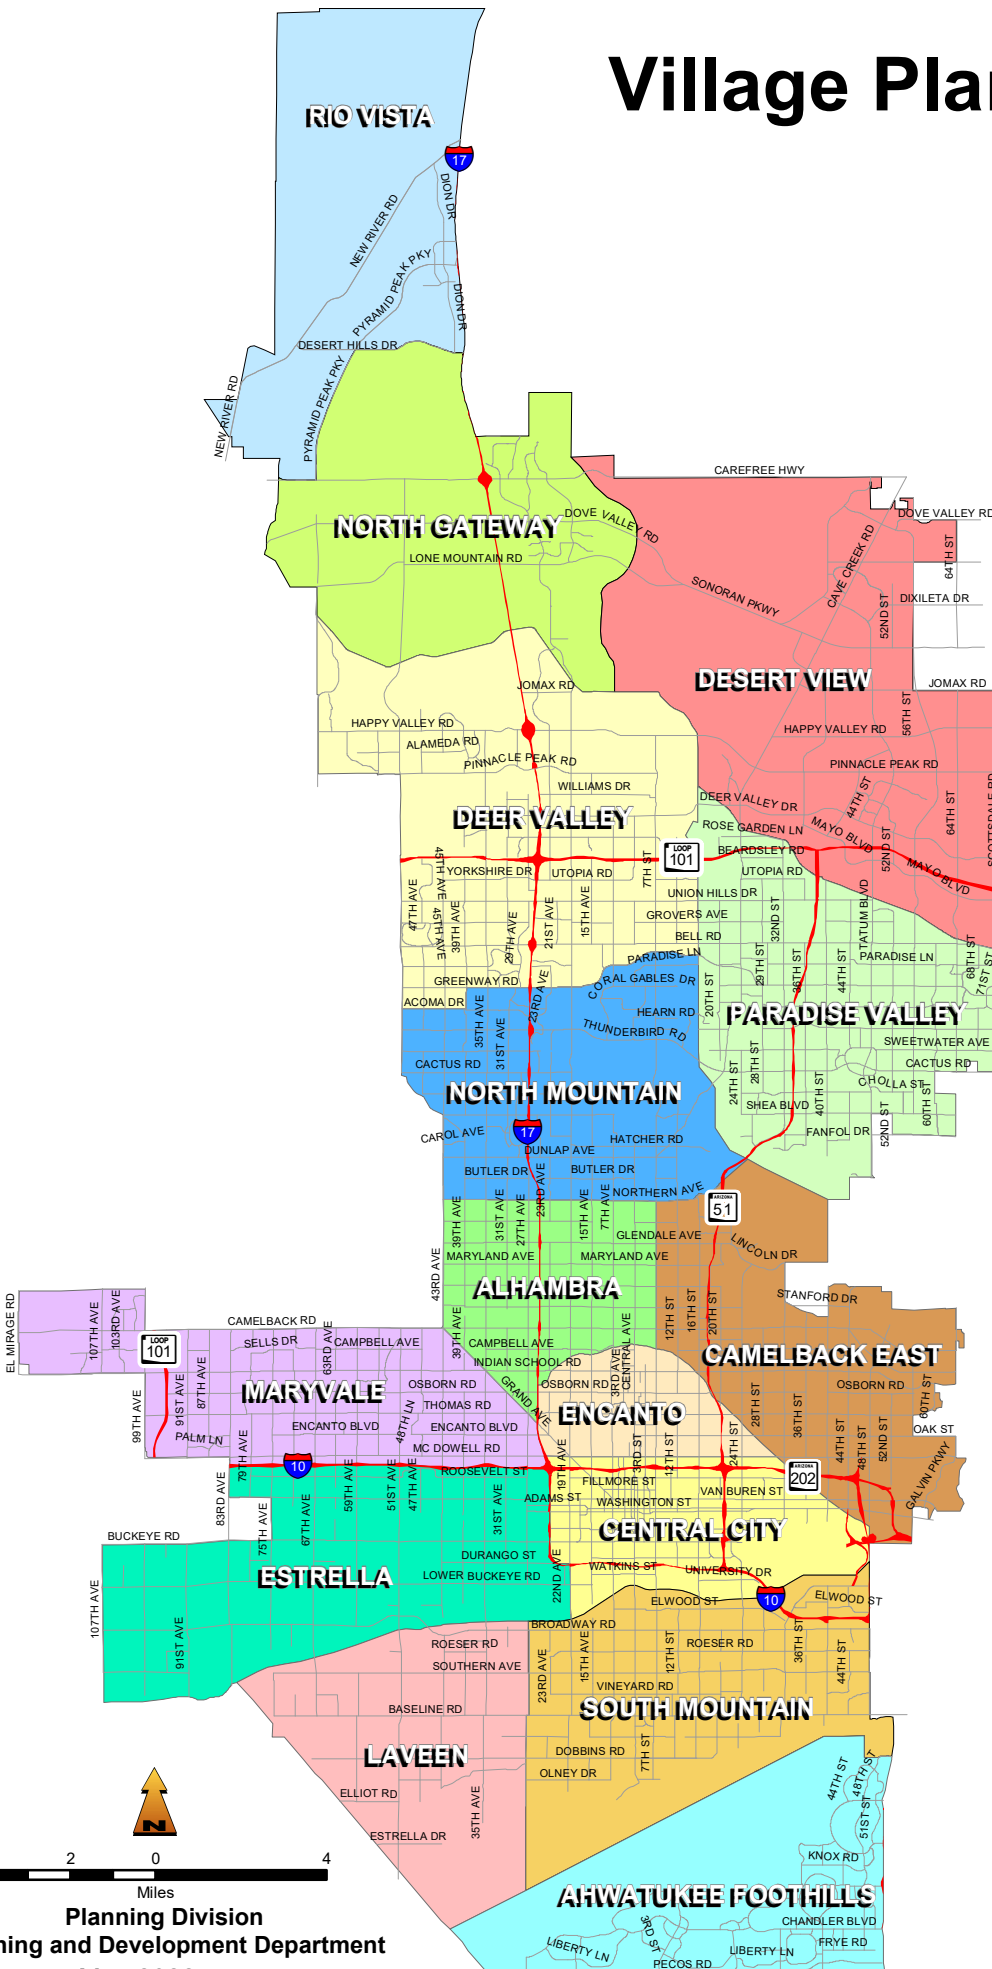 Village Plan
RIO VISTA
17
DION DR
NEW RIVER RD
PYRAMID PEAK PKY
DION DR
DESERT HILLS DR
NEW RIVER RD
PYRAMID PEAK PKY
CAREFREE HWY
NORTH GATEWAY
DOVE VALLEY RD
DOVE VALLEY RD
LONE MOUNTAIN RD
CAVE CREEK RD
64TH ST
SONORAN PKWY
52ND ST
DIXILETA DR
DESERT VIEW
JOMAX RD
JOMAX RD
HAPPY VALLEY RD
HAPPY VALLEY RD
56TH ST
ALAMEDA RD
PINNACLE PEAK RD
PINNACLE PEAK RD
WILLIAMS DR
DEER VALLEY DR
44TH ST
64TH ST
SCOTTSDALE RD
DEER VALLEY
ROSE GARDEN LN
MAYO BLVD
52ND ST
MAYO BLVD
LOOP
101
BEARDSLEY RD
45TH AVE
YORKSHIRE DR
UTOPIA RD
7TH ST
UTOPIA RD
47TH AVE
45TH AVE
39TH AVE
29TH AVE
21ST AVE
15TH AVE
UNION HILLS DR
GROVERS AVE
BELL RD
32ND ST
TATUM BLVD
PARADISE LN
PARADISE LN
29TH ST
36TH ST
44TH ST
68TH ST
71ST ST
GREENWAY RD
CORAL GABLES DR
20TH ST
ACOMA DR
23RD AVE
HEARN RD
PARADISE VALLEY
35TH AVE
31ST AVE
THUNDERBIRD RD
SWEETWATER AVE
CACTUS RD
CACTUS RD
NORTH MOUNTAIN
24TH ST
28TH ST
CHOLLA ST
SHEA BLVD
40TH ST
60TH ST
CAROL AVE
17
HATCHER RD
FANFOL DR
52ND ST
DUNLAP AVE
BUTLER DR
BUTLER DR
23RD AVE
NORTHERN AVE
ARIZONA
51
39TH AVE
31ST AVE
27TH AVE
15TH AVE
7TH AVE
GLENDALE AVE
LINCOLN DR
MARYLAND AVE
MARYLAND AVE
43RD AVE
ALHAMBRA
STANFORD DR
EL MIRAGE RD
107TH AVE
103RD AVE
CAMELBACK RD
12TH ST
16TH ST
20TH ST
LOOP
101
SELLS DR
63RD AVE
CAMPBELL AVE
39TH AVE
CAMPBELL AVE
CENTRAL AVE
CAMELBACK EAST
INDIAN SCHOOL RD
3RD AVE
91ST AVE
87TH AVE
MARYVALE
OSBORN RD
OSBORN RD
OSBORN RD
60TH ST
99TH AVE
THOMAS RD
GRAND AVE
ENCANTO
28TH ST
36TH ST
PALM LN
ENCANTO BLVD
48TH LN
ENCANTO BLVD
OAK ST
79TH AVE
MC DOWELL RD
3RD ST
12TH ST
24TH ST
44TH ST
48TH ST
52ND ST
10
ROOSEVELT ST
19TH AVE
FILLMORE ST
ARIZONA
202
GALVIN PKWY
83RD AVE
59TH AVE
51ST AVE
47TH AVE
VAN BUREN ST
ADAMS ST
WASHINGTON ST
BUCKEYE RD
75TH AVE
67TH AVE
31ST AVE
CENTRAL CITY
DURANGO ST
WATKINS ST
UNIVERSITY DR
ESTRELLA
LOWER BUCKEYE RD
22ND AVE
107TH AVE
10
ELWOOD ST
ELWOOD ST
BROADWAY RD
91ST AVE
ROESER RD
ROESER RD
15TH AVE
12TH ST
36TH ST
44TH ST
SOUTHERN AVE
23RD AVE
VINEYARD RD
BASELINE RD
SOUTH MOUNTAIN
LAVEEN
DOBBINS RD
7TH ST
OLNEY DR
44TH ST
48TH ST
ELLIOT RD
35TH AVE
51ST ST
N
ESTRELLA DR
KNOX RD
2 0 4
Miles
AHWATUKEE FOOTHILLS
Planning Division
CHANDLER BLVD
3RD ST
ning and Development Department
LIBERTY LN
LIBERTY LN
FRYE RD
PECOS RD